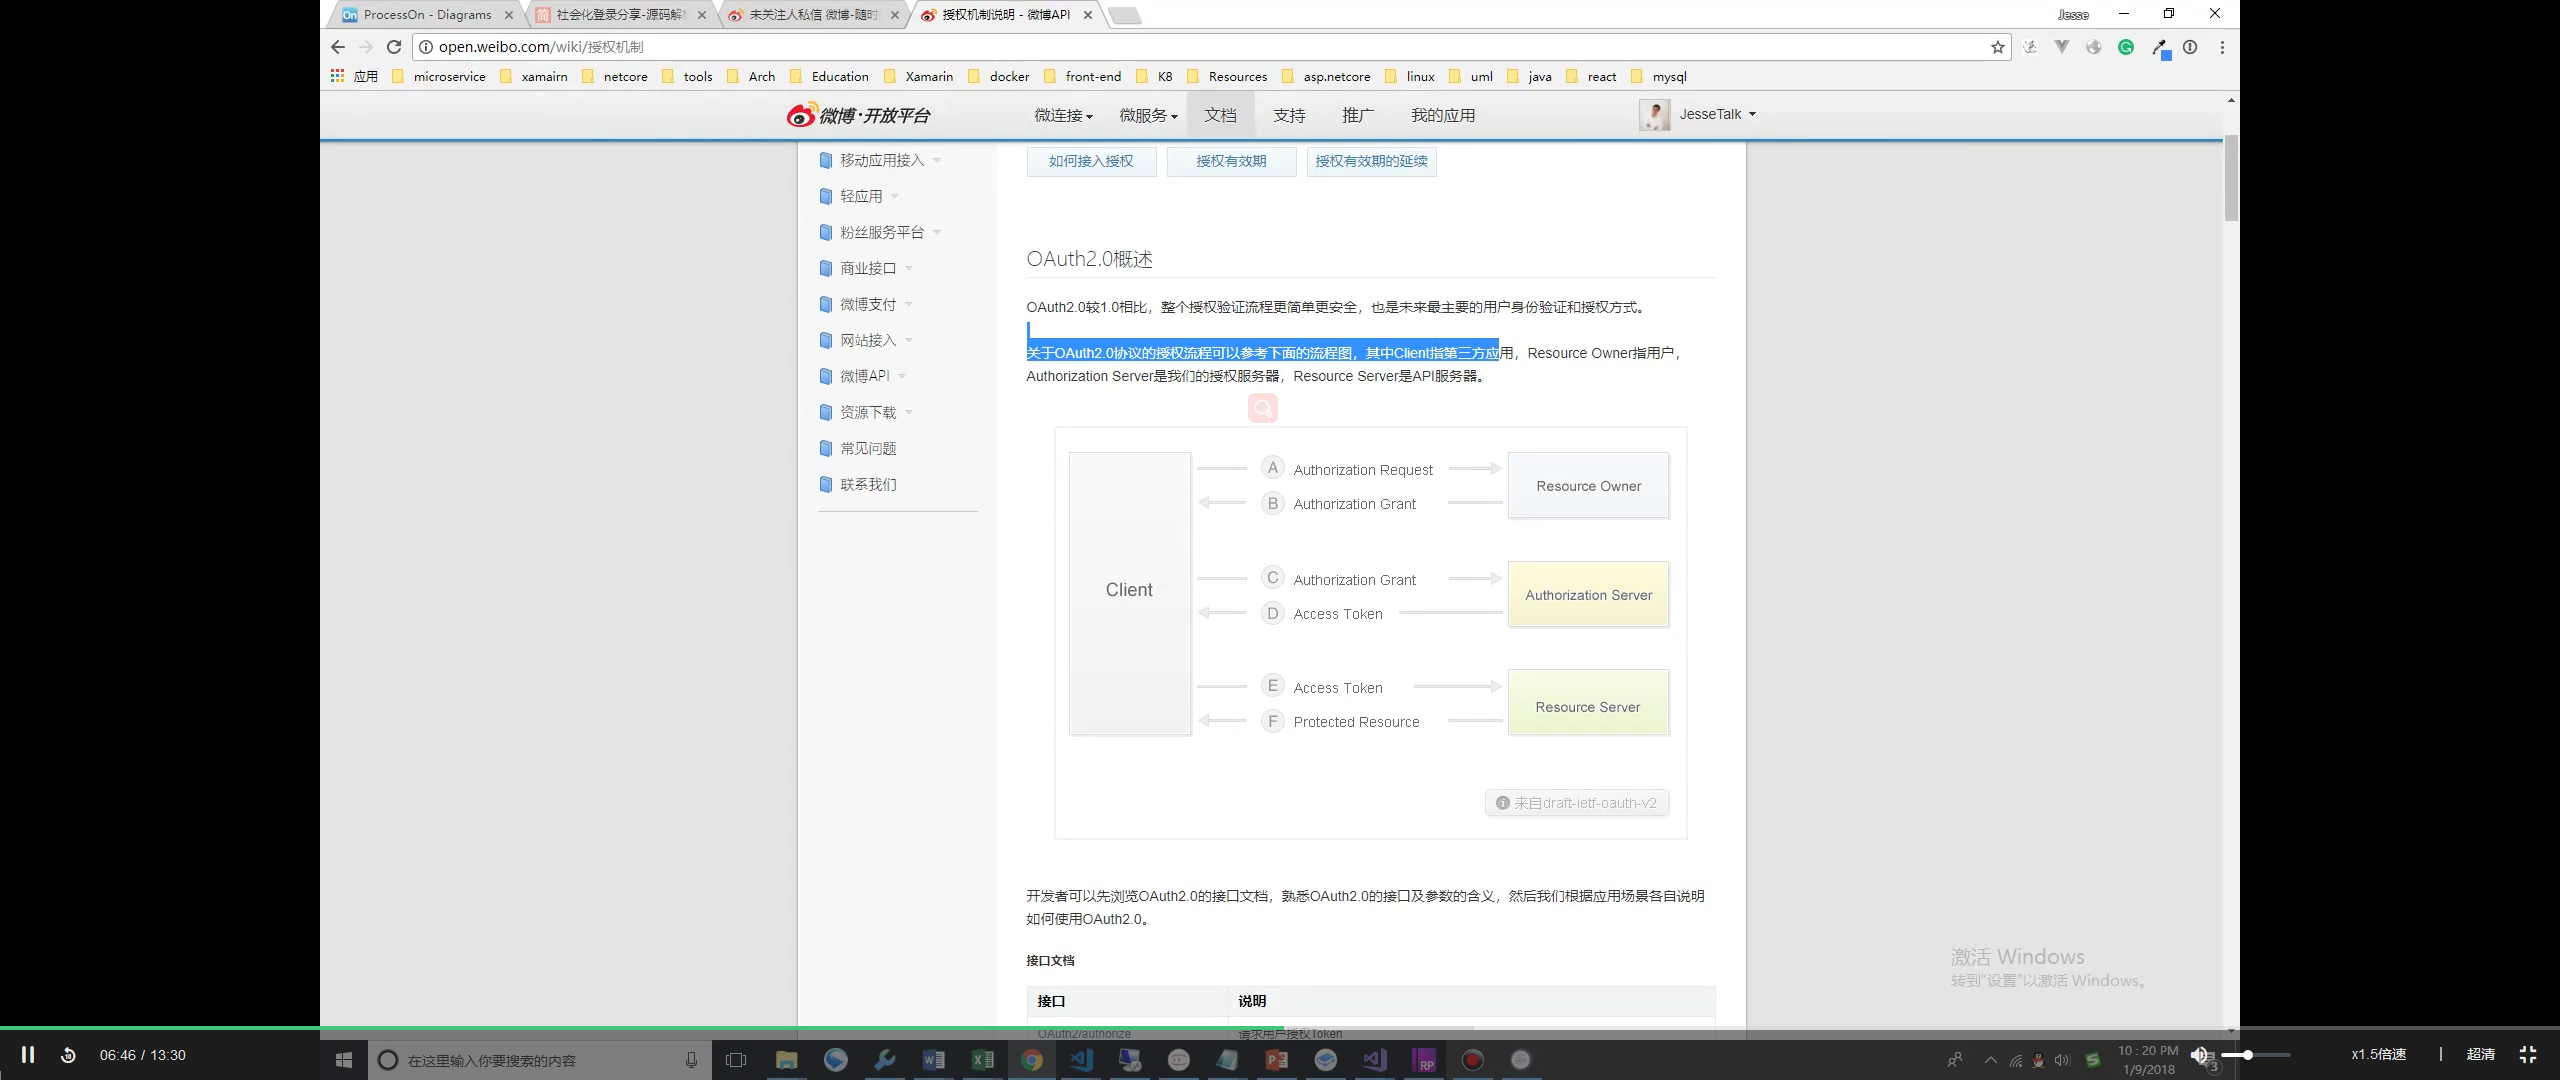 ProcessOn - Diagrams
社会化登录分享-源码解
未关注人私信 微博-随时
授权机制说明 - 微博API
Jesse
open.weibo.com/wiki/授权机制
应用 microservice xamairn netcore tools Arch Education Xamarin docker front-end K8 Resources asp.netcore linux uml java react mysql
微博·开放平台 微连接 微服务 文档 支持 推广 我的应用 JesseTalk
移动应用接入
轻应用
粉丝服务平台
商业接口
微博支付
网站接入
微博API
资源下载
常见问题
联系我们
如何接入授权 授权有效期 授权有效期的延续
OAuth2.0概述
OAuth2.0较1.0相比，整个授权验证流程更简单更安全，也是未来最主要的用户身份验证和授权方式。
关于OAuth2.0协议的授权流程可以参考下面的流程图，其中Client指第三方应用，Resource Owner指用户，
Authorization Server是我们的授权服务器，Resource Server是API服务器。
Client
A Authorization Request
B Authorization Grant
Resource Owner
C Authorization Grant
D Access Token
Authorization Server
E Access Token
F Protected Resource
Resource Server
来自draft-ietf-oauth-v2
开发者可以先浏览OAuth2.0的接口文档，熟悉OAuth2.0的接口及参数的含义，然后我们根据应用场景各自说明
如何使用OAuth2.0。
接口文档
接口 说明
OAuth2/authorize 请求用户授权Token
激活 Windows
转到"设置"以激活 Windows。
06:46 / 13:30
在这里输入你要搜索的内容
10:20 PM
1/9/2018
3
x1.5倍速
超清